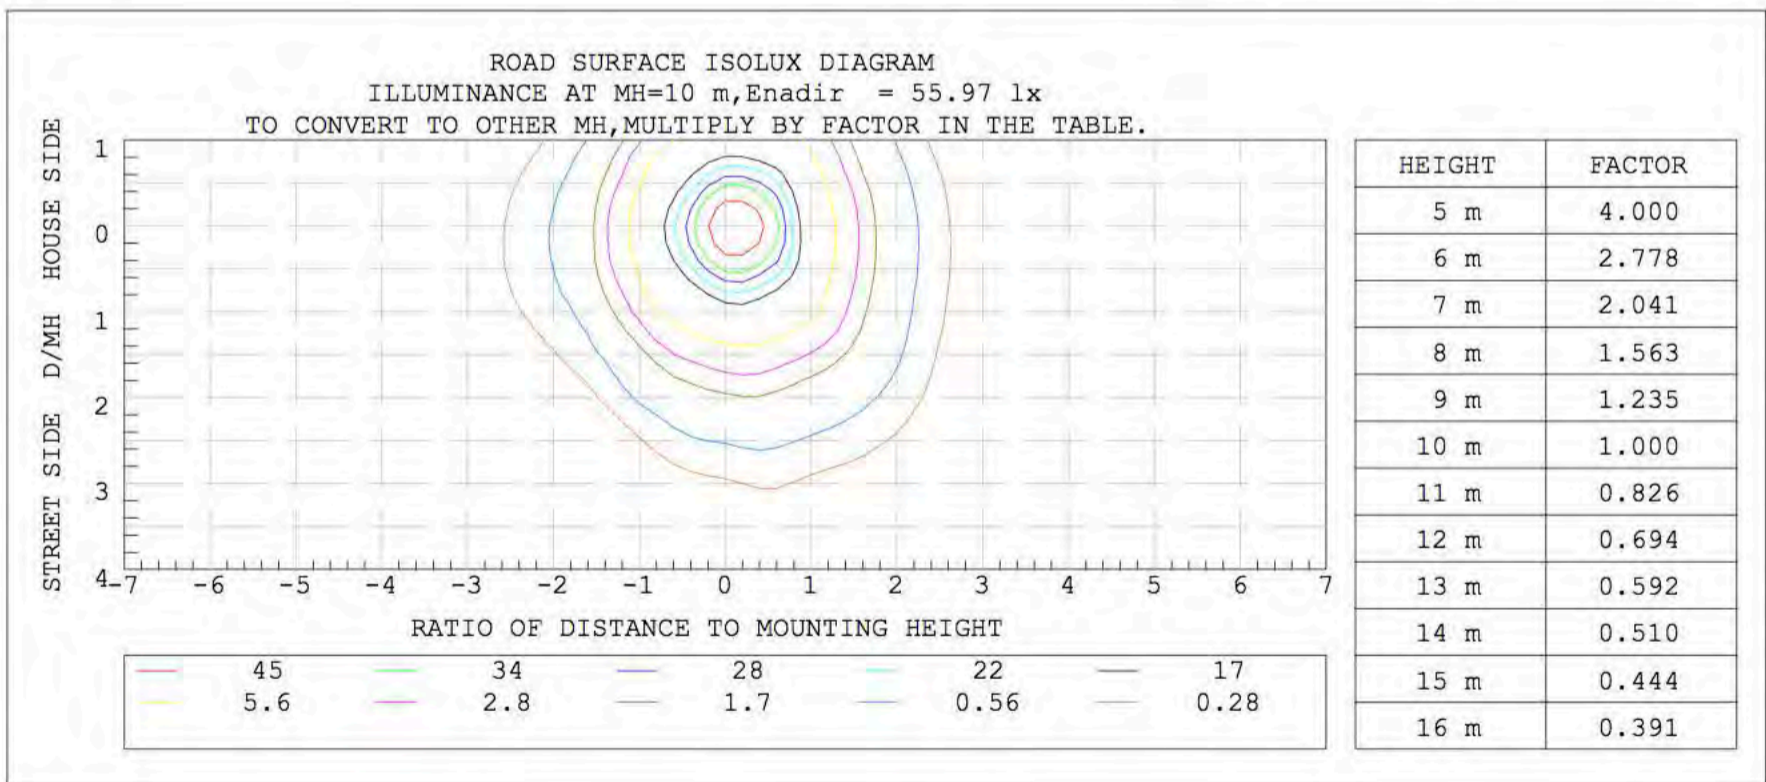 ROAD SURFACE ISOLUX DIAGRAM
ILLUMINANCE AT MH=10 m,Enadir = 55.97 lx
TO CONVERT TO OTHER MH,MULTIPLY BY FACTOR IN THE TABLE.
STREET SIDE D/MH HOUSE SIDE
1
0
1
2
3
4
-7 -6 -5 -4 -3 -2 -1 0 1 2 3 4 5 6 7
RATIO OF DISTANCE TO MOUNTING HEIGHT
45 34 28 22 17
5.6 2.8 1.7 0.56 0.28
HEIGHT FACTOR
5 m 4.000
6 m 2.778
7 m 2.041
8 m 1.563
9 m 1.235
10 m 1.000
11 m 0.826
12 m 0.694
13 m 0.592
14 m 0.510
15 m 0.444
16 m 0.391